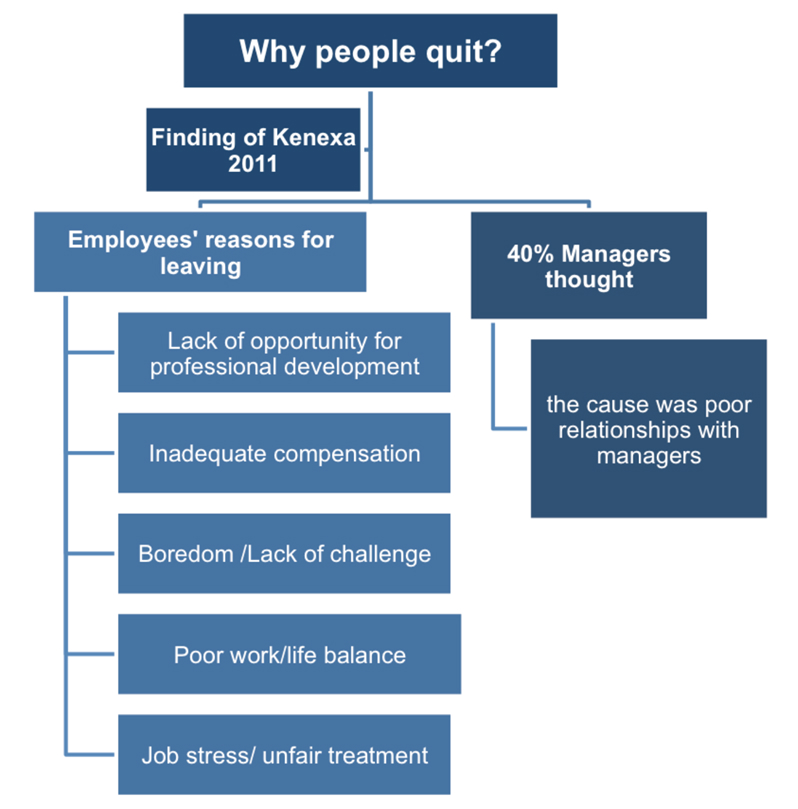 Why people quit?
Finding of Kenexa
2011
Employees' reasons for
leaving
40% Managers
thought
Lack of opportunity for
professional development
Inadequate compensation
Boredom /Lack of challenge
Poor work/life balance
Job stress/ unfair treatment
the cause was poor
relationships with
managers